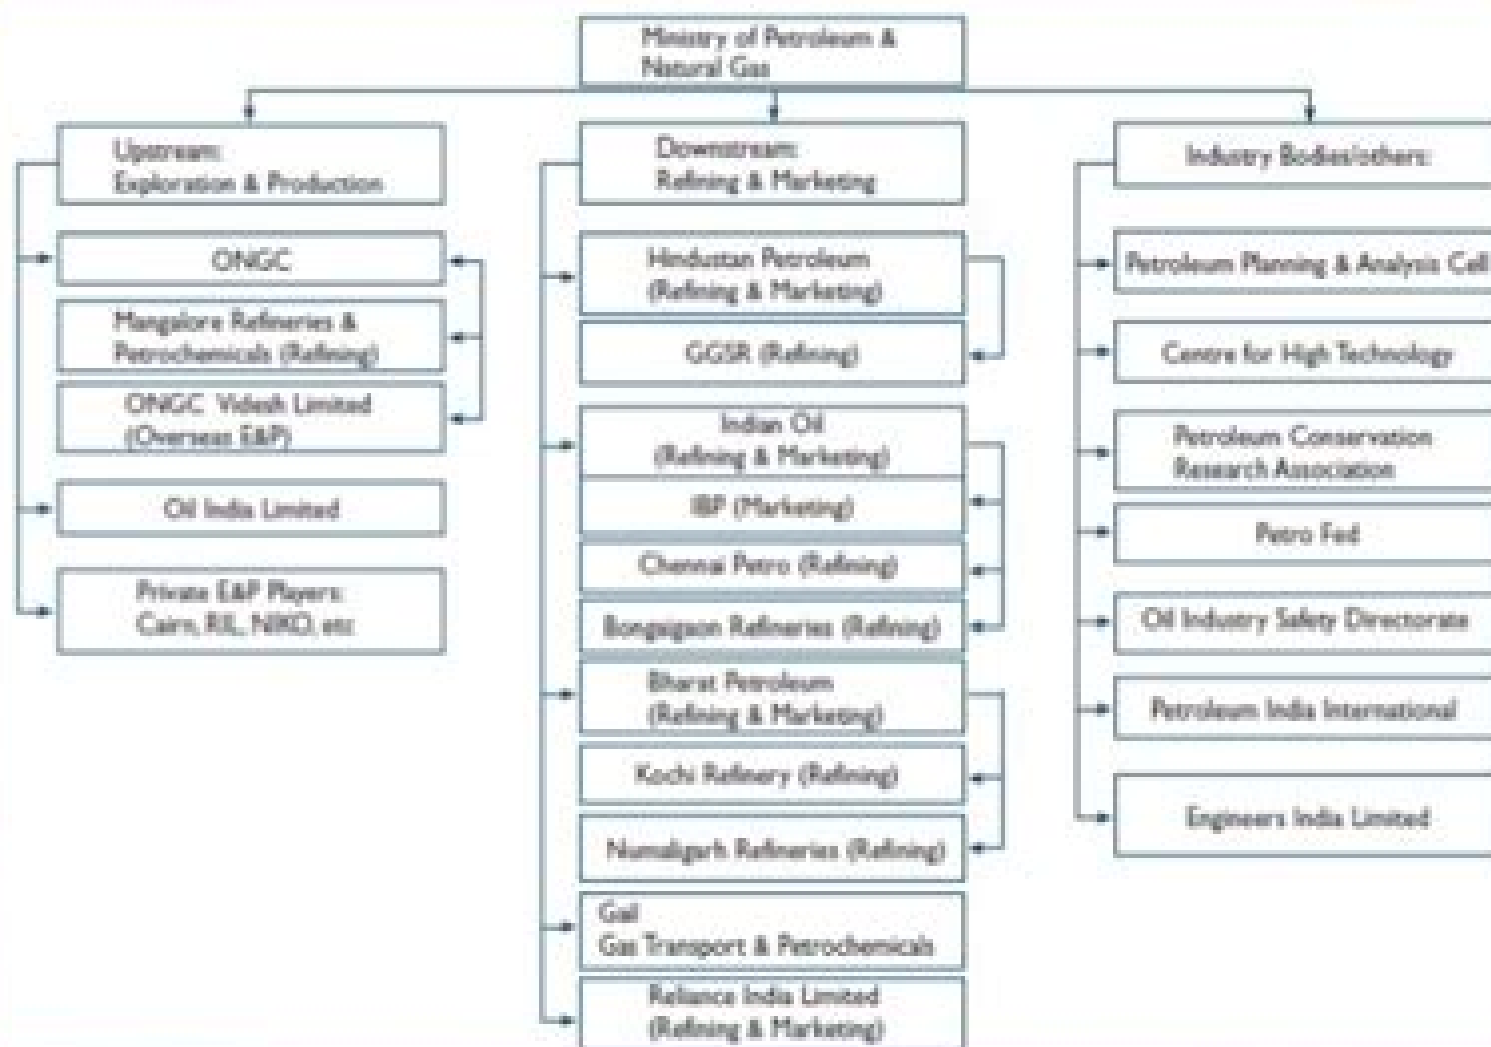 Ministry of Petroleum &
Natural Gas
Upstream:
Exploration & Production
ONGC
Mangalore Refineries &
Petrochemicals (Refining)
ONGC Videsh Limited
(Overseas E&P)
Oil India Limited
Private E&P Players:
Cairn, RIL, NIKO, etc
Downstream:
Refining & Marketing
Hindustan Petroleum
(Refining & Marketing)
GGSR (Refining)
Indian Oil
(Refining & Marketing)
IBP (Marketing)
Chennai Petro (Refining)
Bongaigaon Refineries (Refining)
Bharat Petroleum
(Refining & Marketing)
Kochi Refinery (Refining)
Numaligarh Refineries (Refining)
Gail
Gas Transport & Petrochemicals
Reliance India Limited
(Refining & Marketing)
Industry Bodies/others:
Petroleum Planning & Analysis Cell
Centre for High Technology
Petroleum Conservation
Research Association
Petro Fed
Oil Industry Safety Directorate
Petroleum India International
Engineers India Limited